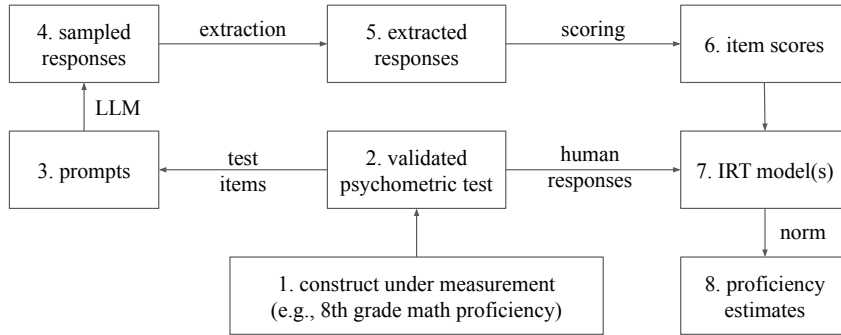 4. sampled
responses
extraction
5. extracted
responses
scoring
6. item scores
LLM
3. prompts
test
items
2. validated
psychometric test
human
responses
7. IRT model(s)
norm
1. construct under measurement
(e.g., 8th grade math proficiency)
8. proficiency
estimates